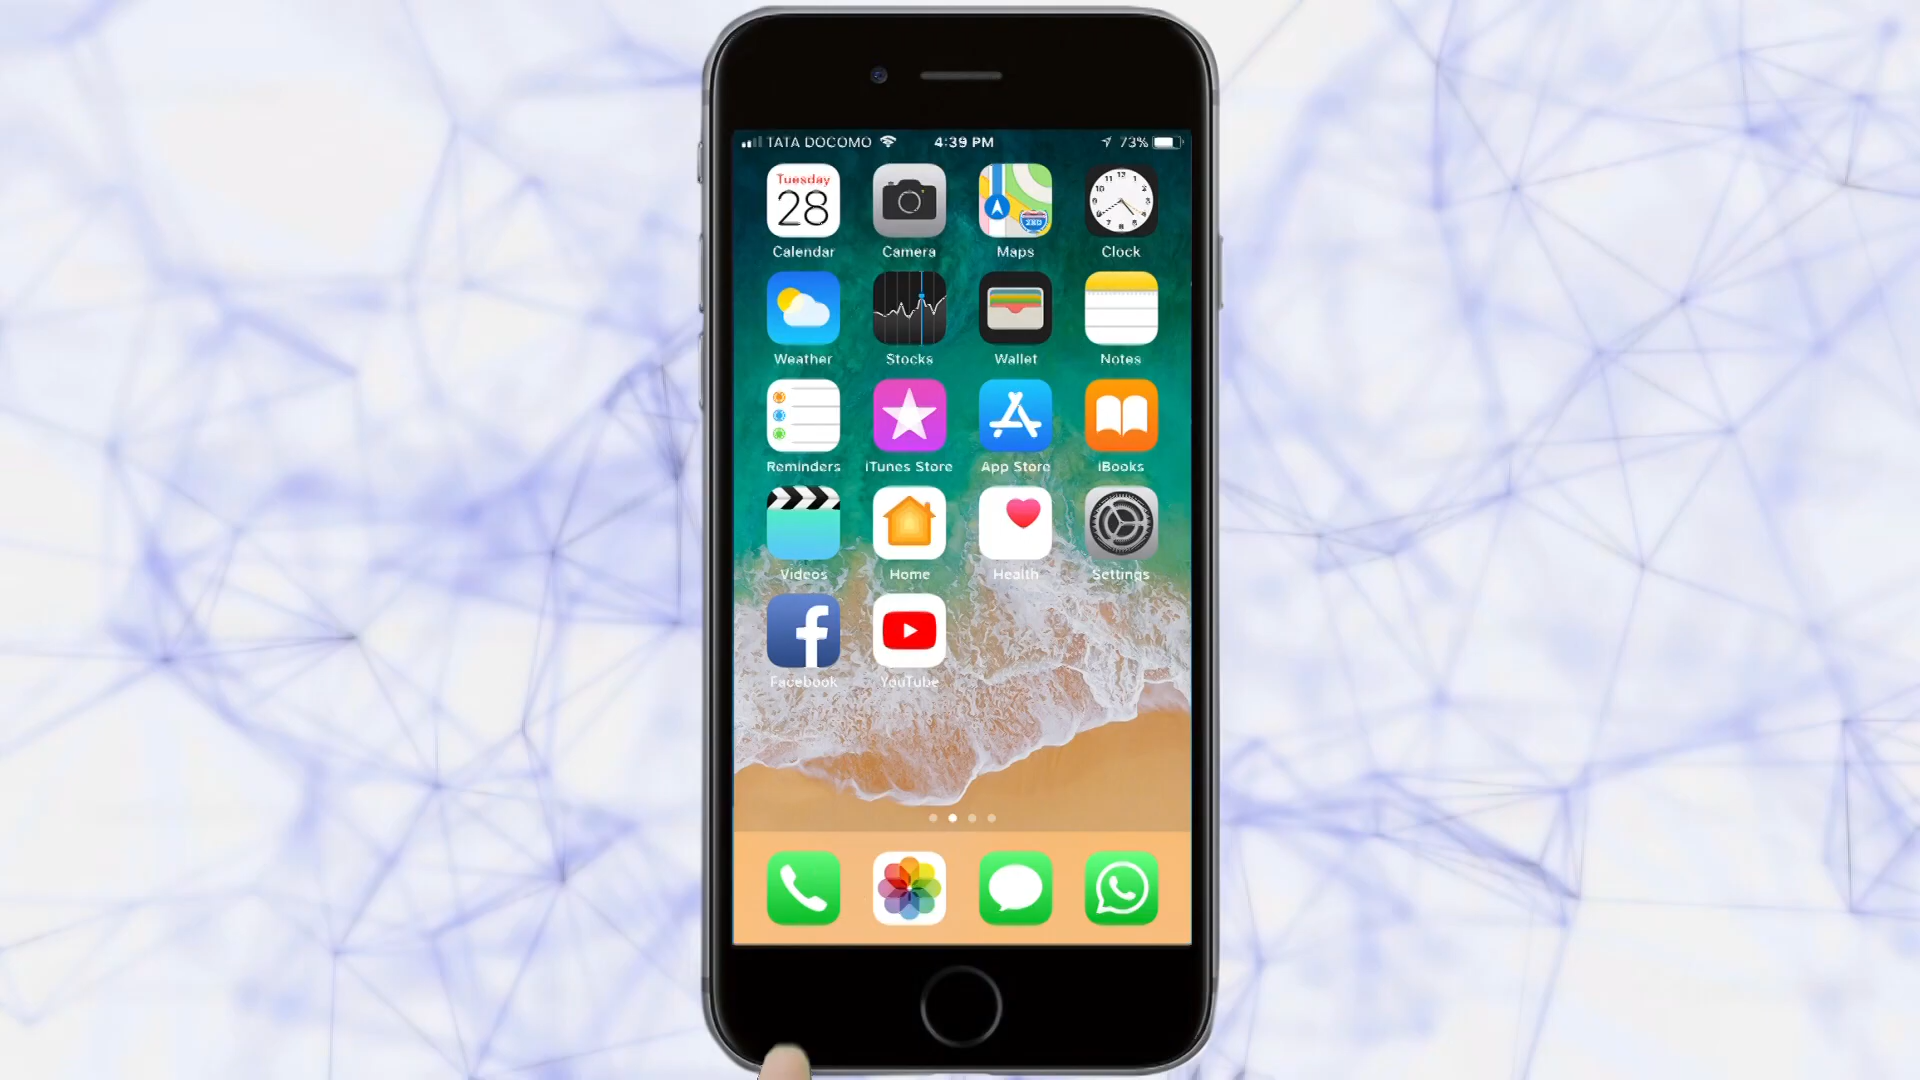 TATA DOCOMO 4:39 PM 73%
Tuesday
28
Calendar Camera Maps Clock
Weather Stocks Wallet Notes
Reminders iTunes Store App Store iBooks
Videos Home Health Settings
Facebook YouTube